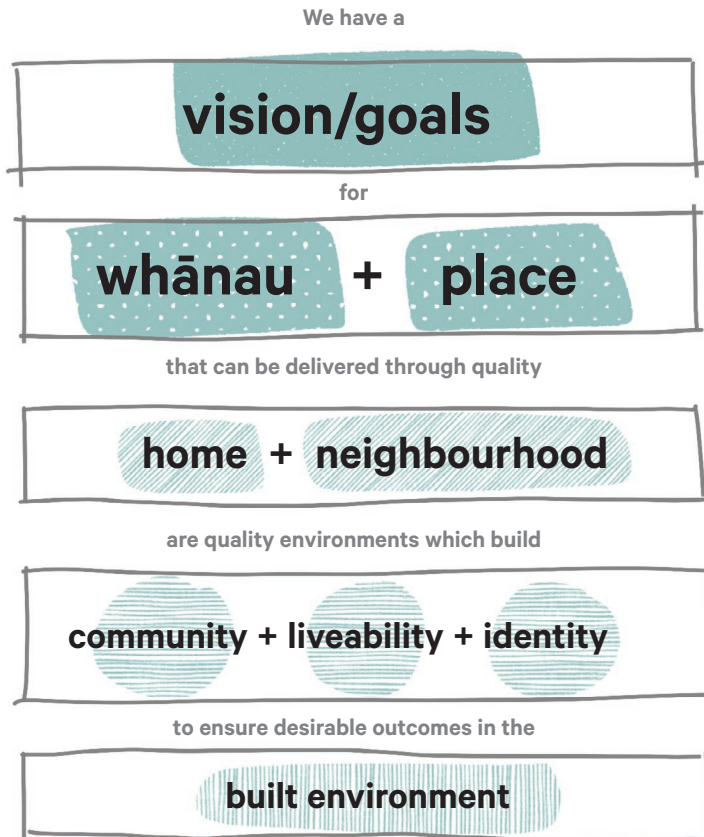 We have a
vision/goals
for
whānau + place
that can be delivered through quality
home + neighbourhood
are quality environments which build
community + liveability + identity
to ensure desirable outcomes in the
built environment